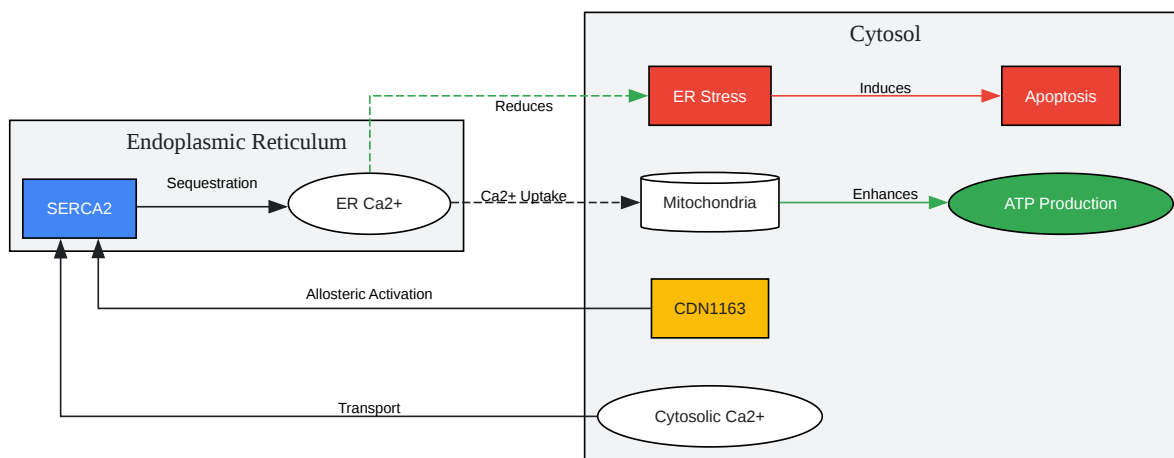 Cytosol
ER Stress
Induces
Apoptosis
Reduces
Endoplasmic Reticulum
SERCA2
Sequestration
ER Ca2+
Ca2+ Uptake
Mitochondria
Enhances
ATP Production
Allosteric Activation
CDN1163
Transport
Cytosolic Ca2+